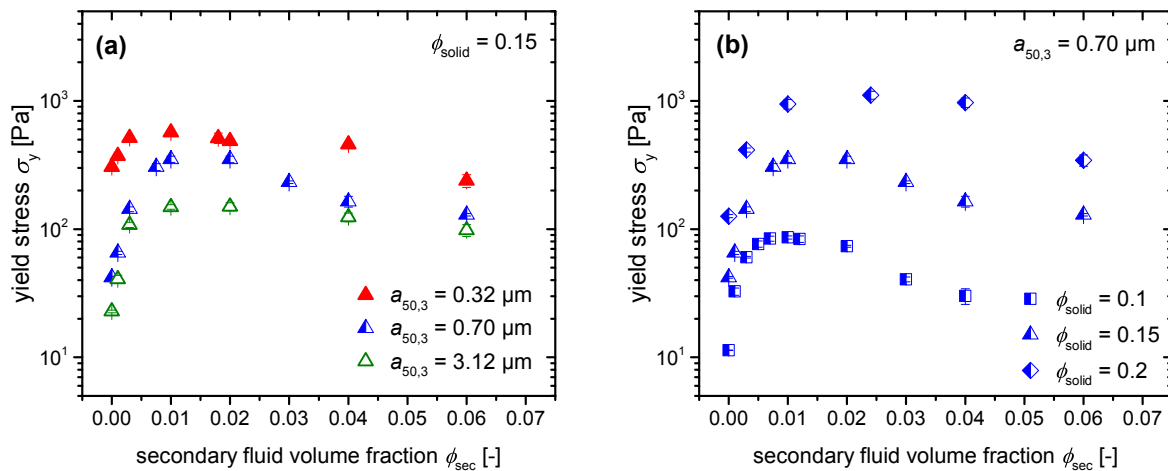 (a)
ϕsolid = 0.15
yield stress σy [Pa]
10³
10²
10¹
a50,3 = 0.32 µm
a50,3 = 0.70 µm
a50,3 = 3.12 µm
0.00 0.01 0.02 0.03 0.04 0.05 0.06 0.07
secondary fluid volume fraction ϕsec [-]
(b)
a50,3 = 0.70 µm
yield stress σy [Pa]
10³
10²
10¹
ϕsolid = 0.1
ϕsolid = 0.15
ϕsolid = 0.2
0.00 0.01 0.02 0.03 0.04 0.05 0.06 0.07
secondary fluid volume fraction ϕsec [-]